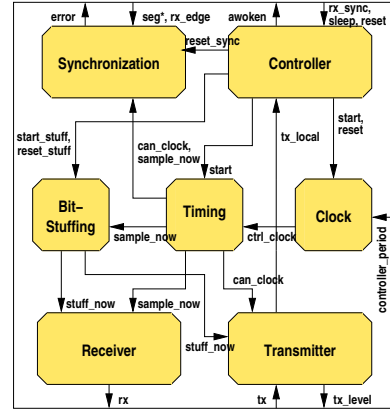 error
seg*, rx_edge
awoken
rx_sync,
sleep, reset
reset_sync
Synchronization
Controller
start_stuff,
reset_stuff
can_clock,
sample_now
tx_local
start,
reset
start
Bit-
Stuffing
Timing
Clock
sample_now
ctrl_clock
controller_period
can_clock
stuff_now
sample_now
stuff_now
Receiver
Transmitter
rx
tx
tx_level